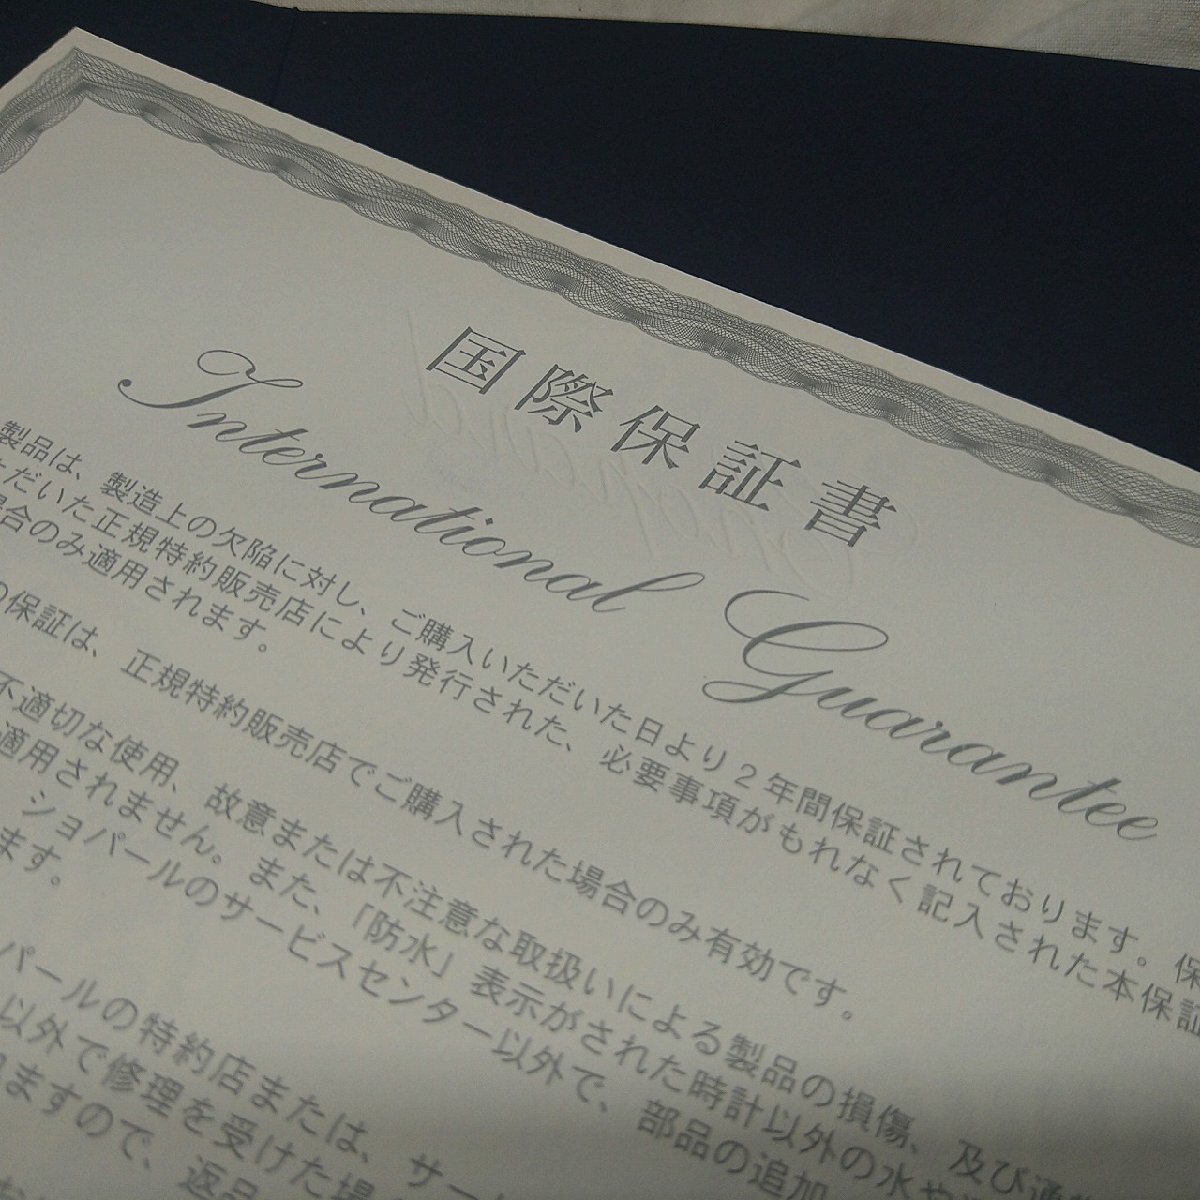 国際保証書
International Guarantee
製品は、製造上の欠陥に対し、ご購入いただいた日より2年間保証されております。保
ただいた正規特約販売店により発行された、必要事項がもれなく記入された本保証
場合のみ適用されます。
の保証は、正規特約販売店でご購入された場合のみ有効です。
不適切な使用、故意または不注意な取扱いによる製品の損傷、及び通
適用されません。また、「防水」表示がされた時計以外の水や
ショパールのサービスセンター以外で、部品の追加
ます。
パールの特約店または、サー
以外で修理を受けた場
ますので、返品